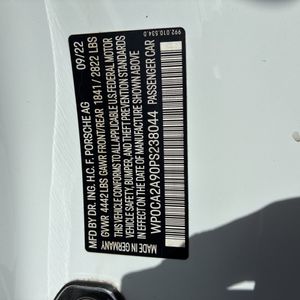 992.010.534.0
09/22
MFD. BY DR. ING. H.C. F. PORSCHE AG
GVWR 4442 LBS GAWR FRONT/REAR 1841 / 2822 LBS
THIS VEHICLE CONFORMS TO ALL APPLICABLE U.S. FEDERAL MOTOR
VEHICLE SAFETY, BUMPER, AND THEFT PREVENTION STANDARDS
IN EFFECT ON THE DATE OF MANUFACTURE SHOWN ABOVE
WP0CA2A90PS238044 PASSENGER CAR
MADE IN GERMANY